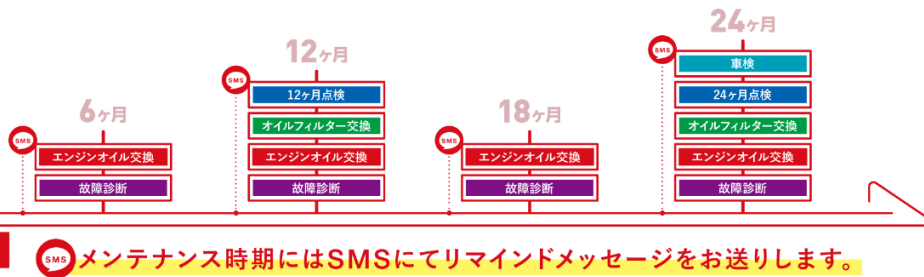 6ヶ月
SMS
エンジンオイル交換
故障診断
12ヶ月
SMS
12ヶ月点検
オイルフィルター交換
エンジンオイル交換
故障診断
18ヶ月
SMS
エンジンオイル交換
故障診断
24ヶ月
SMS
車検
24ヶ月点検
オイルフィルター交換
エンジンオイル交換
故障診断
SMS メンテナンス時期にはSMSにてリマインドメッセージをお送りします。